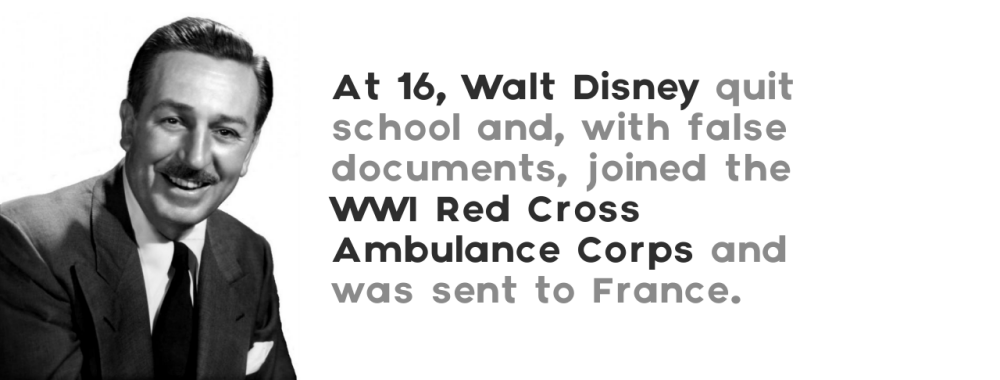 At 16, Walt Disney quit
school and, with false
documents, joined the
WWI Red Cross
Ambulance Corps and
was sent to France.